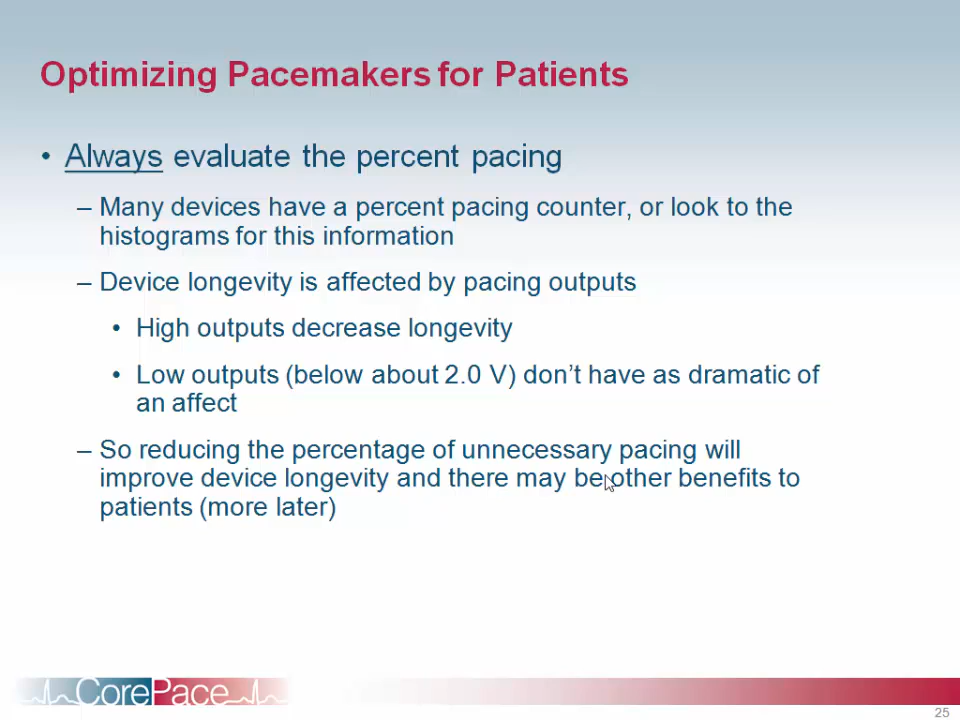 Optimizing Pacemakers for Patients
• Always evaluate the percent pacing
– Many devices have a percent pacing counter, or look to the
histograms for this information
– Device longevity is affected by pacing outputs
• High outputs decrease longevity
• Low outputs (below about 2.0 V) don’t have as dramatic of
an affect
– So reducing the percentage of unnecessary pacing will
improve device longevity and there may be other benefits to
patients (more later)
CorePace
25